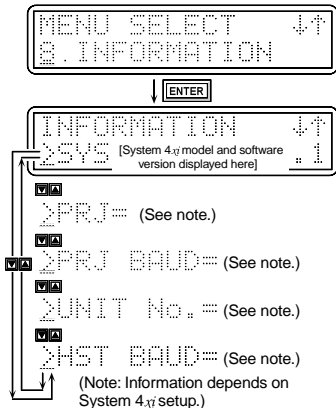 MENU SELECT ↓↑
8.INFORMATION
ENTER
INFORMATION ↓↑
>SYS [System 4xi model and software version displayed here] .1
>PRJ= (See note.)
>PRJ BAUD= (See note.)
>UNIT No.= (See note.)
>HST BAUD= (See note.)
(Note: Information depends on
System 4xi setup.)